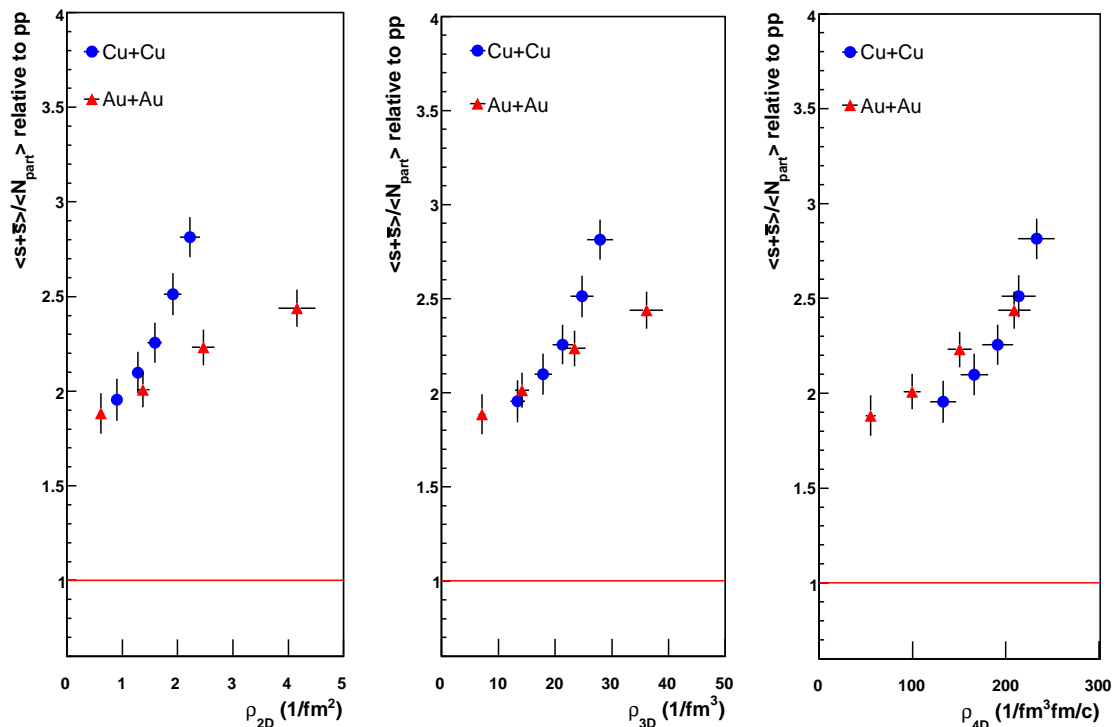 <s+s̅>/<N_part> relative to pp
4
3.5
3
2.5
2
1.5
1
Cu+Cu
Au+Au
0 1 2 3 4 5
ρ_2D (1/fm²)
<s+s̅>/<N_part> relative to pp
4
3.5
3
2.5
2
1.5
1
Cu+Cu
Au+Au
0 10 20 30 40 50
ρ_3D (1/fm³)
<s+s̅>/<N_part> relative to pp
4
3.5
3
2.5
2
1.5
1
Cu+Cu
Au+Au
0 100 200 300
ρ_4D (1/fm³fm/c)